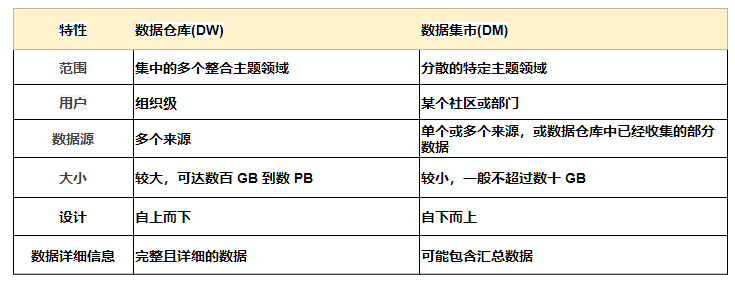 特性 数据仓库(DW) 数据集市(DM)
范围 集中的多个整合主题领域 分散的特定主题领域
用户 组织级 某个社区或部门
数据源 多个来源 单个或多个来源，或数据仓库中已经收集的部分
数据
大小 较大，可达数百 GB 到数 PB 较小，一般不超过数十 GB
设计 自上而下 自下而上
数据详细信息 完整且详细的数据 可能包含汇总数据